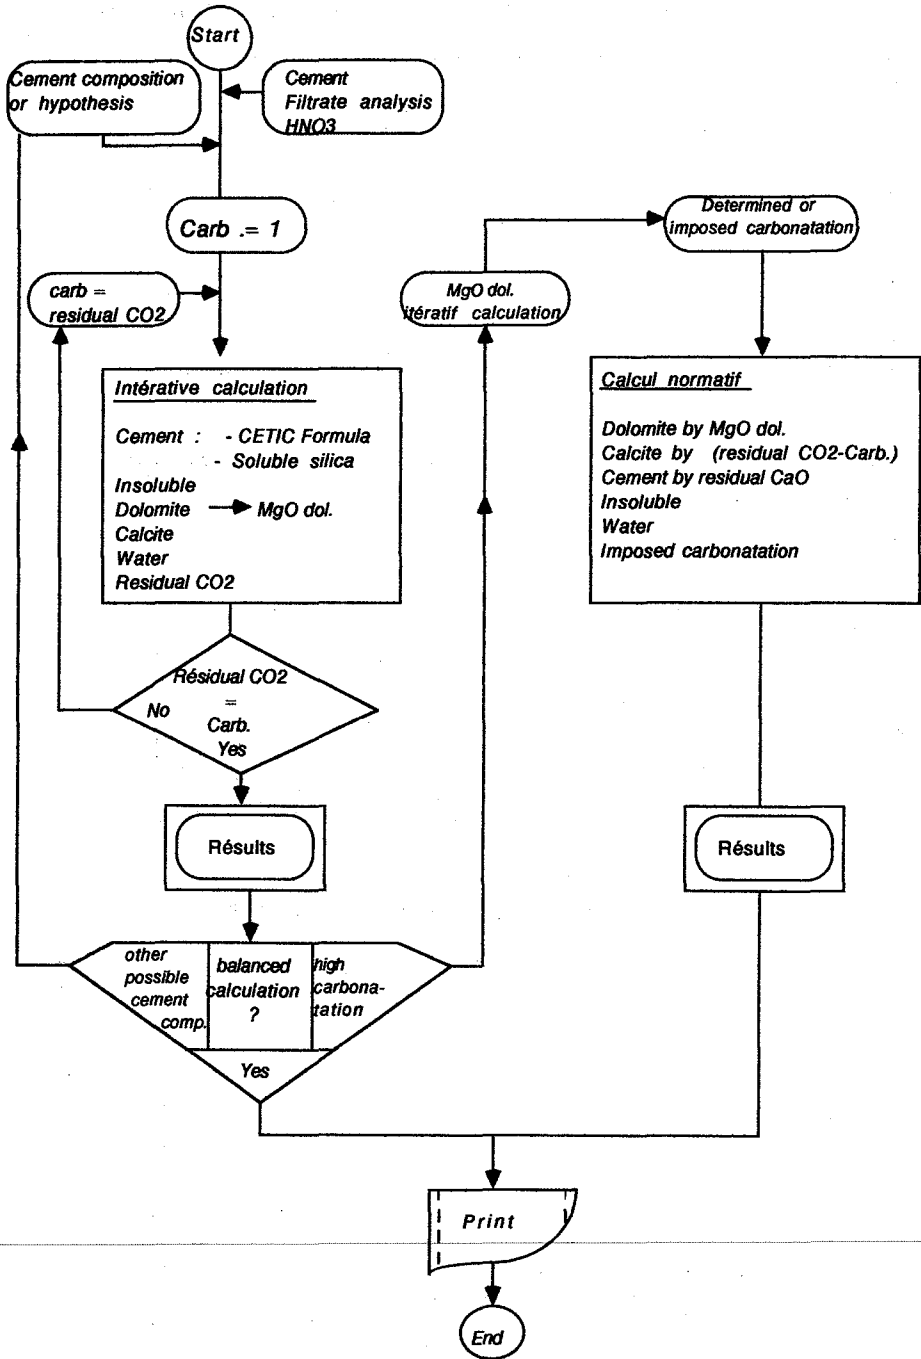 Start
Cement composition
or hypothesis
Cement
Filtrate analysis
HNO3
Carb .= 1
carb =
residual CO2
Intérative calculation
Cement : - CETIC Formula
- Soluble silica
Insoluble
Dolomite MgO dol.
Calcite
Water
Residual CO2
Résidual CO2
=
Carb.
No
Yes
Résults
other
possible
cement
comp.
balanced
calculation
?
high
carbona-
tation
Yes
MgO dol.
itératif calculation
Determined or
imposed carbonatation
Calcul normatif
Dolomite by MgO dol.
Calcite by (residual CO2-Carb.)
Cement by residual CaO
Insoluble
Water
Imposed carbonatation
Résults
Print
End